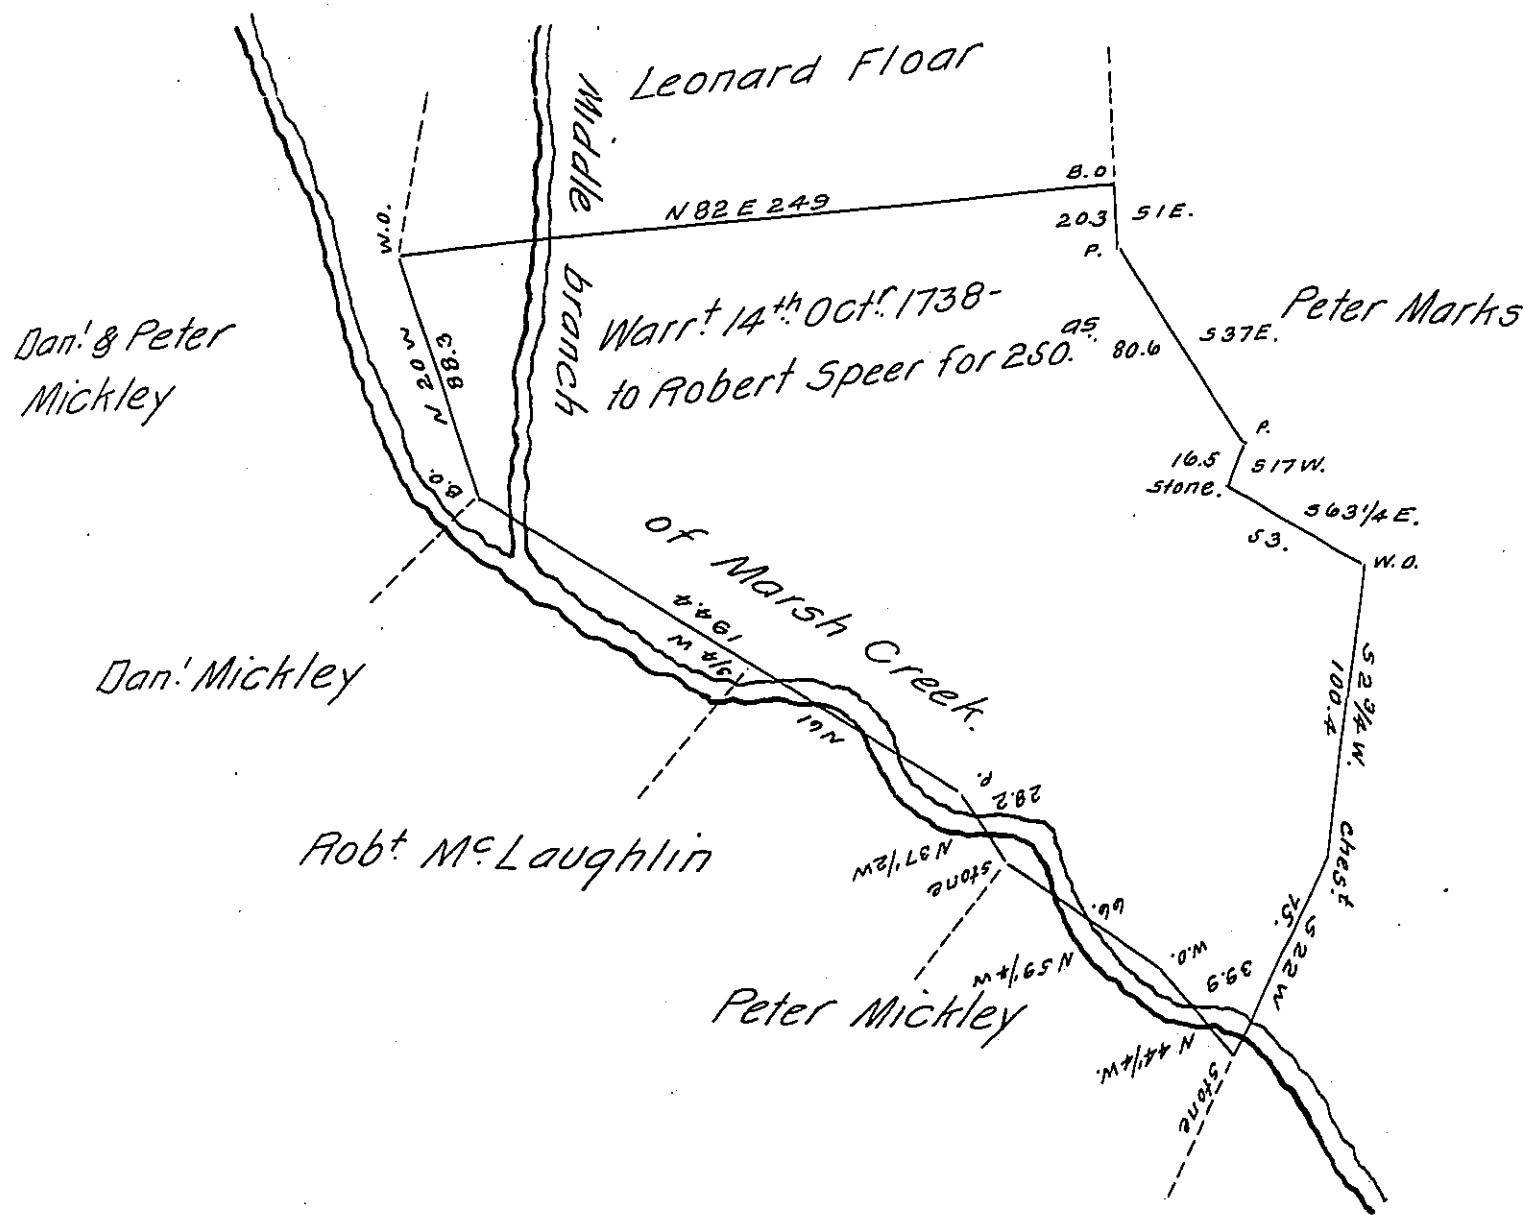 Leonard Floar
Middle branch
of Marsh Creek.
B.O
N 82 E 249
W.O.
20.3
S 1 E.
P.
Peter Marks
Warr.t 14th. Oct.r 1738-
to Robert Speer for 250. as.
80.6
S 37 E.
Dan.l & Peter
Mickley
N 20 W
88.3
P.
16.5
S 17 W.
stone.
S 63 1/4 E.
53.
W.O.
B.O.
194.4
N 61 3/4 W
S 2 3/4 W.
100.4
Dan.l Mickley
P.
28.2
N 37 1/2 W
stone
Rob.t Mc. Laughlin
ches.t
75.
S 22 W
66.
N 59 1/4 W
W.O.
39.9
N 44 1/4 W.
Peter Mickley
Stone